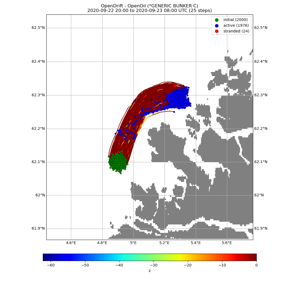 OpenDrift - OpenOil (*GENERIC BUNKER C)
2020-09-22 20:00 to 2020-09-23 08:00 UTC (25 steps)
62.5°N
62.5°N
initial (2000)
active (1976)
stranded (24)
62.4°N
62.4°N
62.3°N
62.3°N
62.2°N
62.2°N
62.1°N
62.1°N
62°N
62°N
61.9°N
61.9°N
4.6°E
4.8°E
5°E
5.2°E
5.4°E
5.6°E
−60
−50
−40
−30
−20
−10
0
z